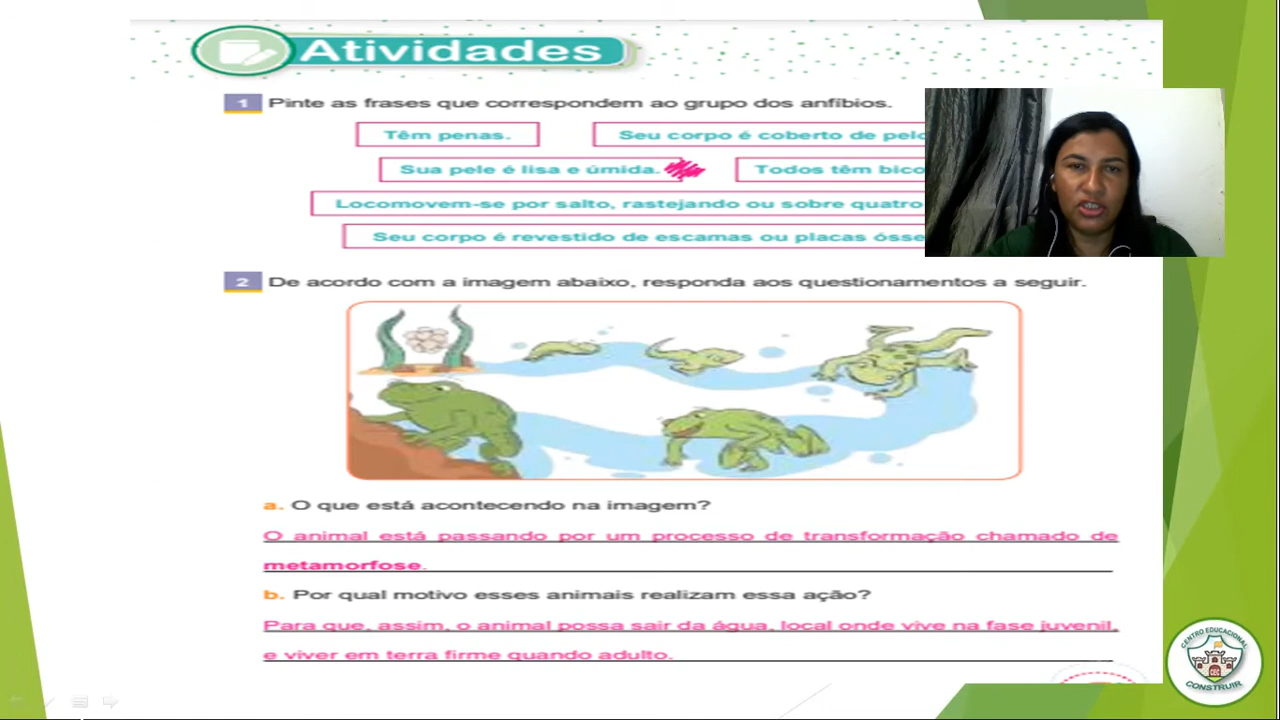 Atividades
1 Pinte as frases que correspondem ao grupo dos anfíbios.
Têm penas. Seu corpo é coberto de
Sua pele é lisa e úmida. Todos têm bico
Locomovem-se por salto, rastejando ou sobre quatro
Seu corpo é revestido de escamas ou placas
2 De acordo com a imagem abaixo, responda aos questionamentos a seguir.
a. O que está acontecendo na imagem?
O animal está passando por um processo de transformação chamado de
metamorfose.
b. Por qual motivo esses animais realizam essa ação?
Para que, assim, o animal possa sair da água, local onde vive na fase juvenil,
e viver em terra firme quando adulto.
CENTRO EDUCACIONAL
CEC
CONSTRUIR